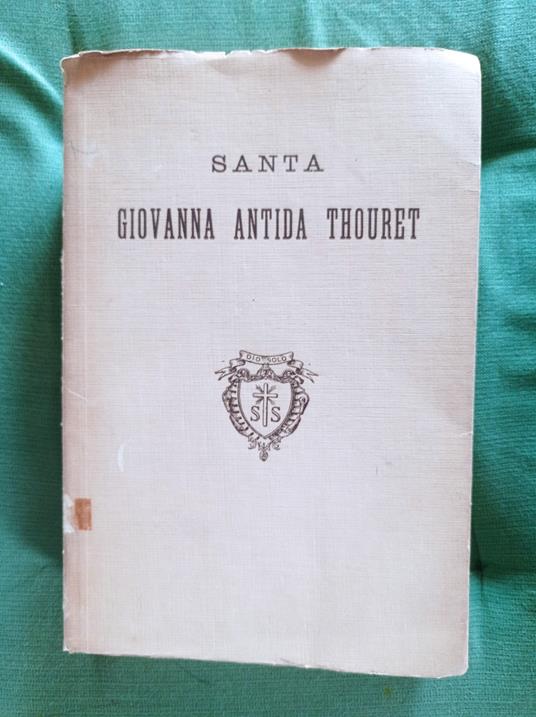 SANTA
GIOVANNA ANTIDA THOURET
DIO SOLO
S S